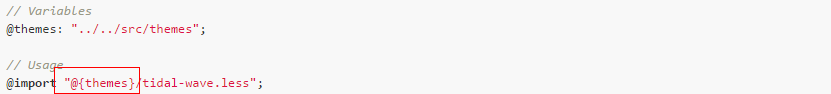 // Variables
@themes: "../../src/themes";
// Usage
@import "@{themes}/tidal-wave.less";